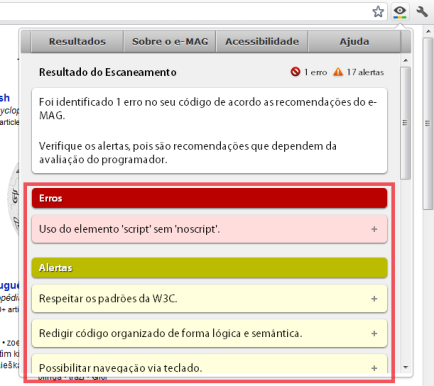 Resultados
Sobre o e-MAG
Acessibilidade
Ajuda
Resultado do Escaneamento
1 erro
17 alertas
Foi identificado 1 erro no seu código de acordo as recomendações do e-
MAG.
Verifique os alertas, pois são recomendações que dependem da
avaliação do programador.
Erros
Uso do elemento 'script' sem 'noscript'.
+
Alertas
Respeitar os padrões da W3C.
+
Redigir código organizado de forma lógica e semântica.
+
Possibilitar navegação via teclado.
+